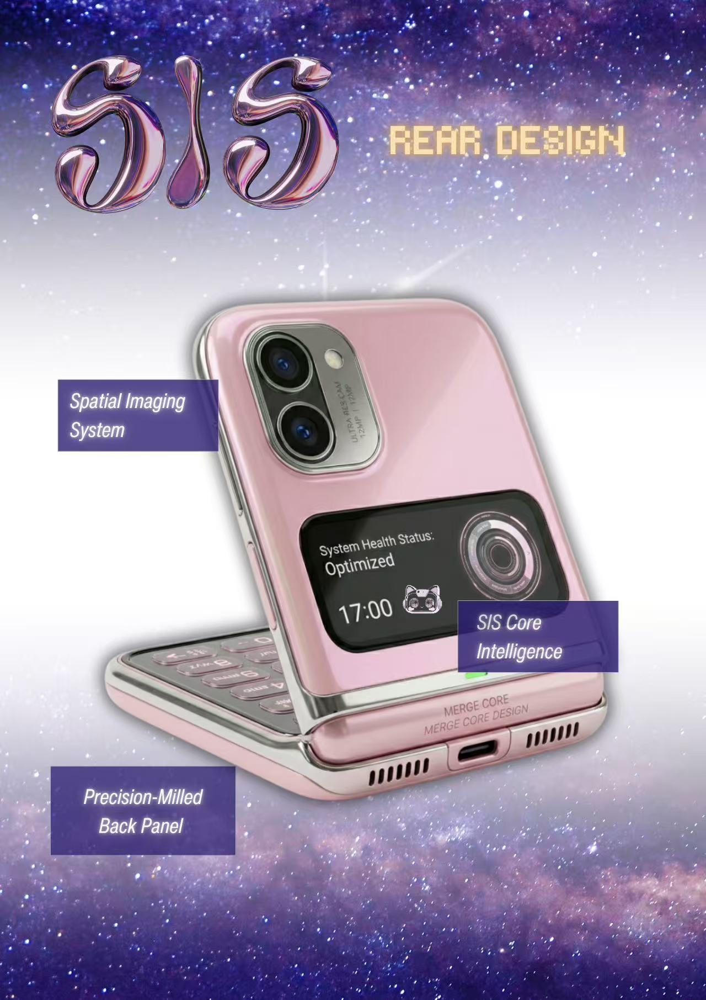 SIS
REAR DESIGN
Spatial Imaging
System
ULTRA RES CAM
12MP | 12MP
System Health Status:
Optimized
17:00
SIS Core
Intelligence
MERGE CORE
MERGE CORE DESIGN
Precision-Milled
Back Panel